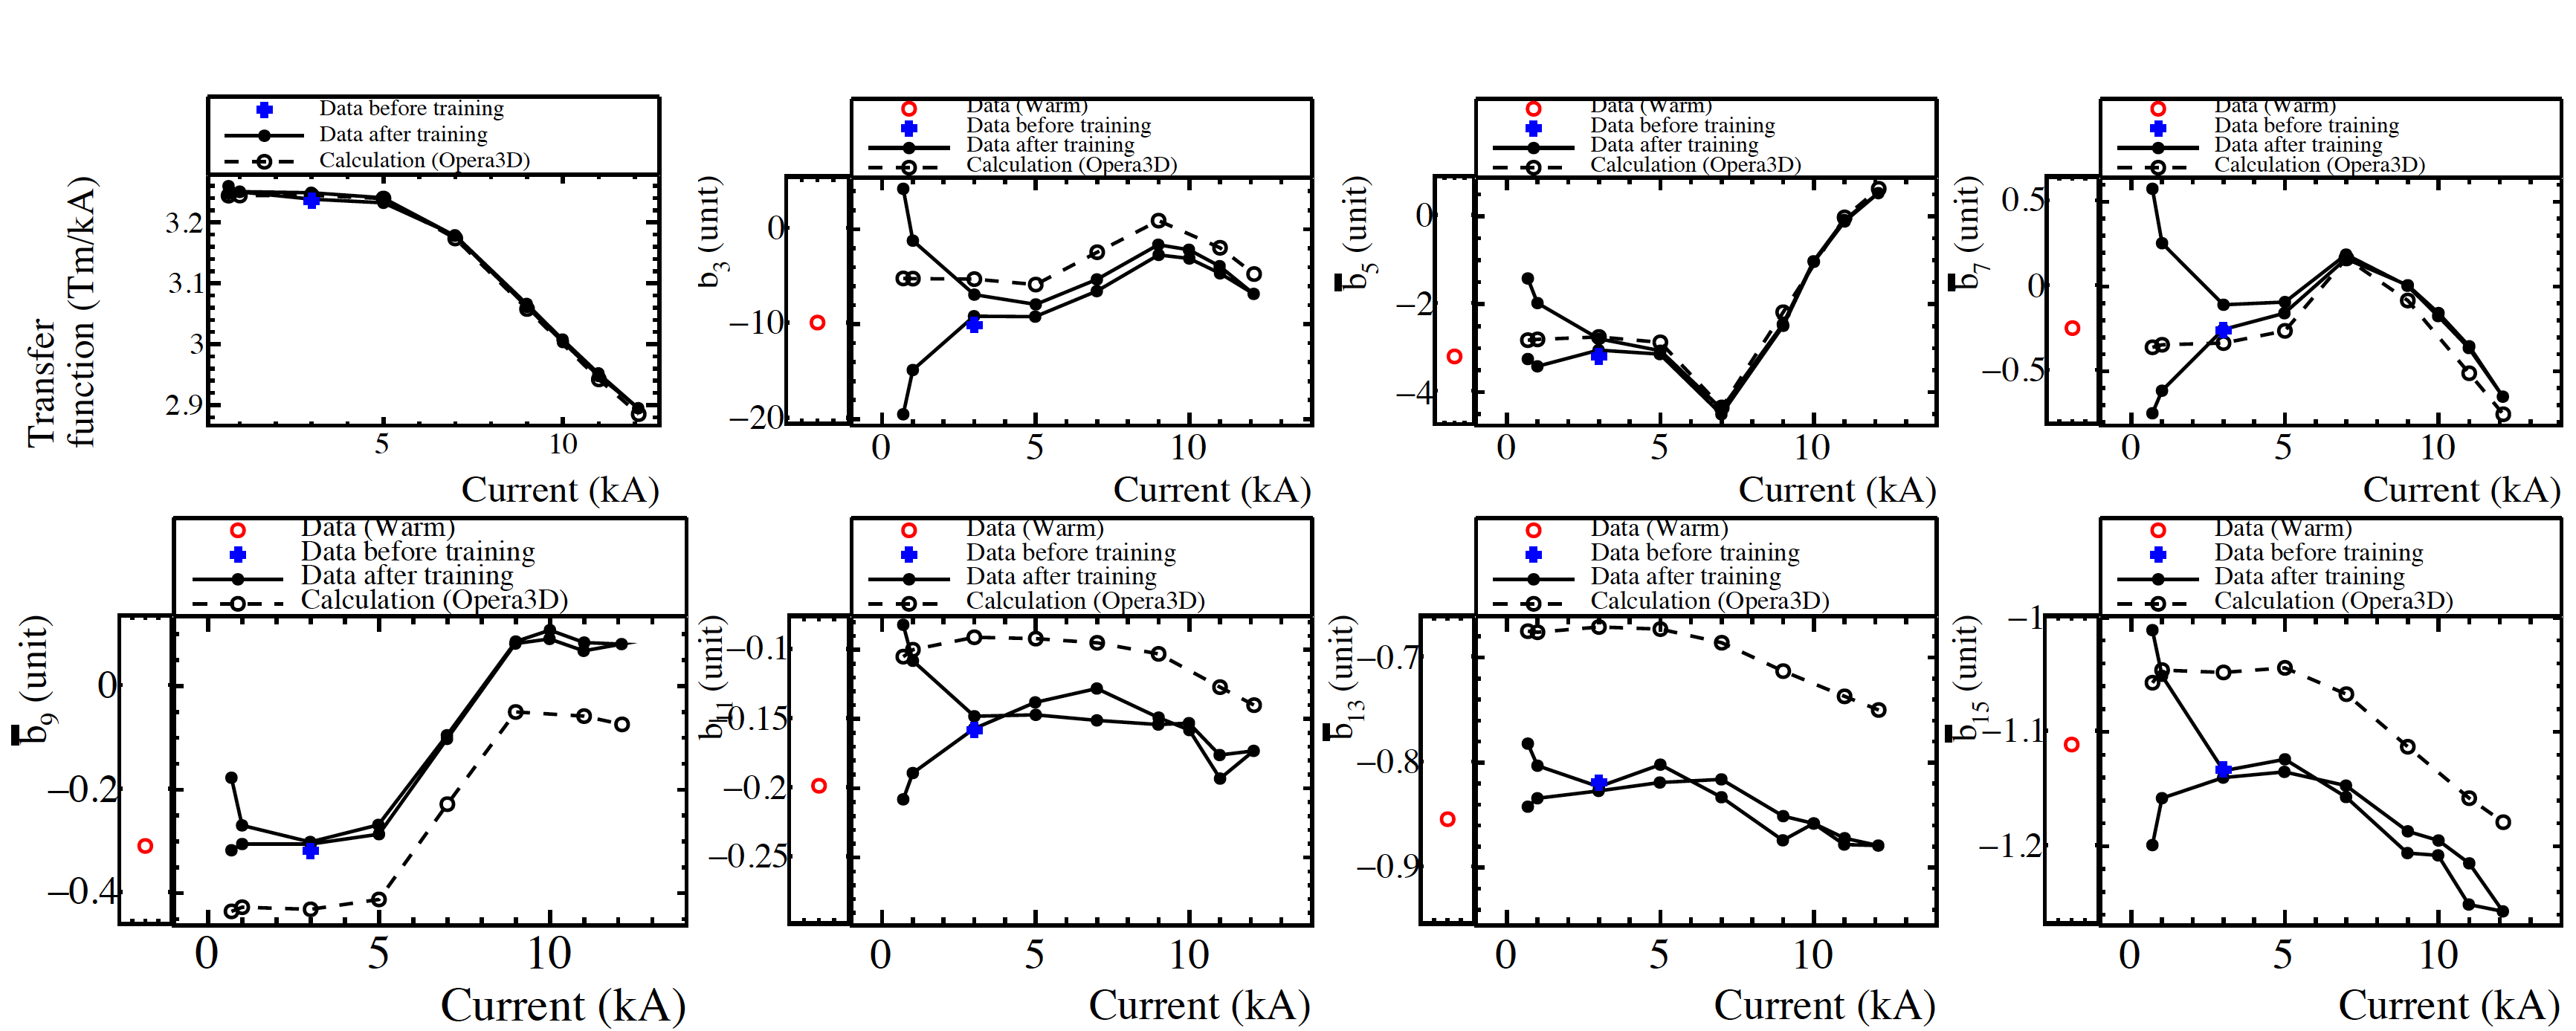 Data before training
Data after training
Calculation (Opera3D)
Transfer
function (Tm/kA)
3.2
3.1
3
2.9
5 10
Current (kA)
Data (Warm)
Data before training
Data after training
Calculation (Opera3D)
b3 (unit)
0
−10
−20
0 5 10
Current (kA)
Data (Warm)
Data before training
Data after training
Calculation (Opera3D)
b5 (unit)
0
−2
−4
0 5 10
Current (kA)
Data (Warm)
Data before training
Data after training
Calculation (Opera3D)
b7 (unit)
0.5
0
−0.5
0 5 10
Current (kA)
Data (Warm)
Data before training
Data after training
Calculation (Opera3D)
b9 (unit)
0
−0.2
−0.4
0 5 10
Current (kA)
Data (Warm)
Data before training
Data after training
Calculation (Opera3D)
b11 (unit)
−0.1
−0.15
−0.2
−0.25
0 5 10
Current (kA)
Data (Warm)
Data before training
Data after training
Calculation (Opera3D)
b13 (unit)
−0.7
−0.8
−0.9
0 5 10
Current (kA)
Data (Warm)
Data before training
Data after training
Calculation (Opera3D)
b15 (unit)
−1
−1.1
−1.2
0 5 10
Current (kA)